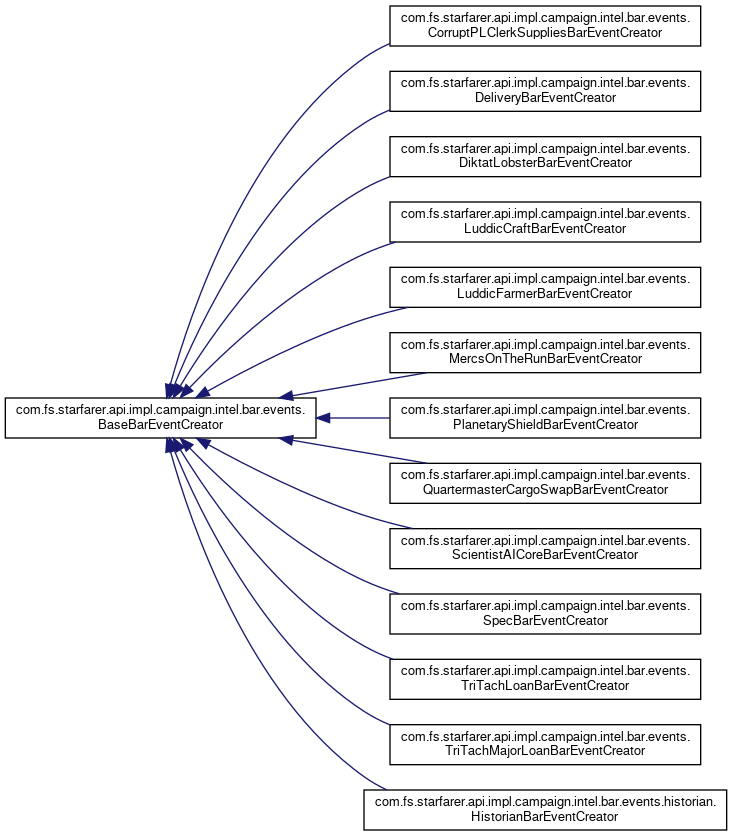 com.fs.starfarer.api.impl.campaign.intel.bar.events.
CorruptPLClerkSuppliesBarEventCreator
com.fs.starfarer.api.impl.campaign.intel.bar.events.
DeliveryBarEventCreator
com.fs.starfarer.api.impl.campaign.intel.bar.events.
DiktatLobsterBarEventCreator
com.fs.starfarer.api.impl.campaign.intel.bar.events.
LuddicCraftBarEventCreator
com.fs.starfarer.api.impl.campaign.intel.bar.events.
LuddicFarmerBarEventCreator
com.fs.starfarer.api.impl.campaign.intel.bar.events.
MercsOnTheRunBarEventCreator
com.fs.starfarer.api.impl.campaign.intel.bar.events.
BaseBarEventCreator
com.fs.starfarer.api.impl.campaign.intel.bar.events.
PlanetaryShieldBarEventCreator
com.fs.starfarer.api.impl.campaign.intel.bar.events.
QuartermasterCargoSwapBarEventCreator
com.fs.starfarer.api.impl.campaign.intel.bar.events.
ScientistAICoreBarEventCreator
com.fs.starfarer.api.impl.campaign.intel.bar.events.
SpecBarEventCreator
com.fs.starfarer.api.impl.campaign.intel.bar.events.
TriTachLoanBarEventCreator
com.fs.starfarer.api.impl.campaign.intel.bar.events.
TriTachMajorLoanBarEventCreator
com.fs.starfarer.api.impl.campaign.intel.bar.events.historian.
HistorianBarEventCreator